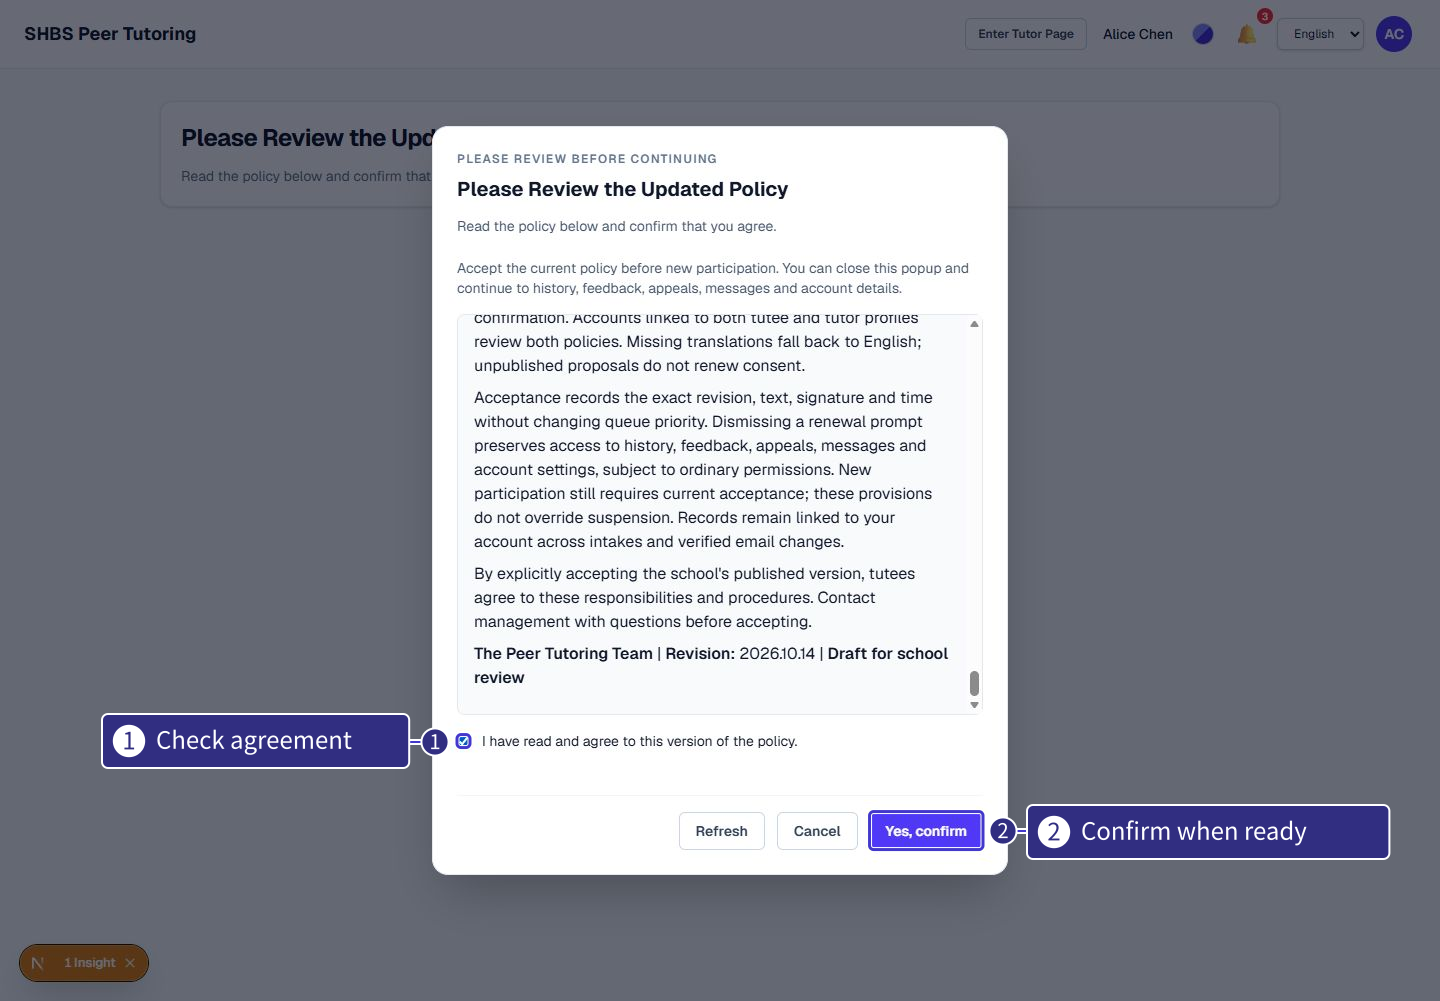 SHBS Peer Tutoring
Enter Tutor Page
Alice Chen
3
English
AC
Please Review the Upd
Read the policy below and confirm that
PLEASE REVIEW BEFORE CONTINUING
Please Review the Updated Policy
Read the policy below and confirm that you agree.
Accept the current policy before new participation. You can close this popup and
continue to history, feedback, appeals, messages and account details.
confirmation. Accounts linked to both tutee and tutor profiles
review both policies. Missing translations fall back to English;
unpublished proposals do not renew consent.
Acceptance records the exact revision, text, signature and time
without changing queue priority. Dismissing a renewal prompt
preserves access to history, feedback, appeals, messages and
account settings, subject to ordinary permissions. New
participation still requires current acceptance; these provisions
do not override suspension. Records remain linked to your
account across intakes and verified email changes.
By explicitly accepting the school's published version, tutees
agree to these responsibilities and procedures. Contact
management with questions before accepting.
The Peer Tutoring Team | Revision: 2026.10.14 | Draft for school
review
1 Check agreement
1
I have read and agree to this version of the policy.
Refresh
Cancel
Yes, confirm
2
2 Confirm when ready
N
1 Insight